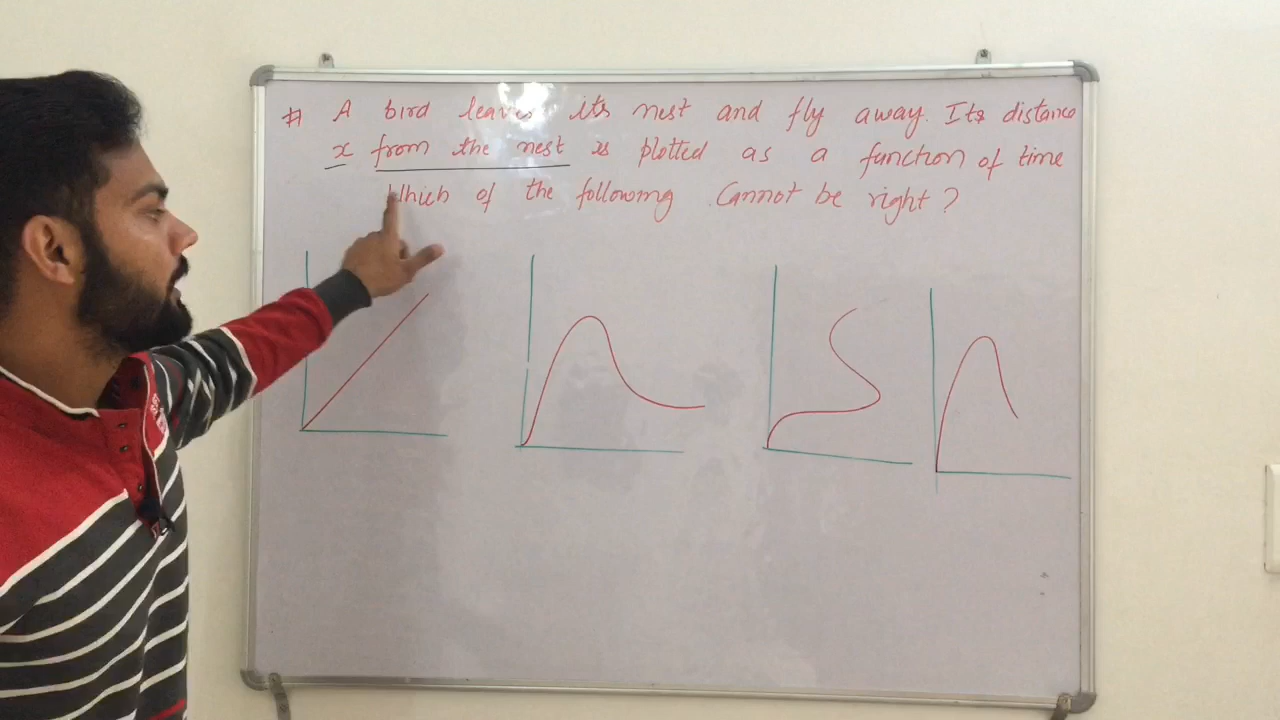 # A bird leaves its nest and fly away. Its distance
x from the nest is plotted as a function of time
Which of the following Cannot be right?